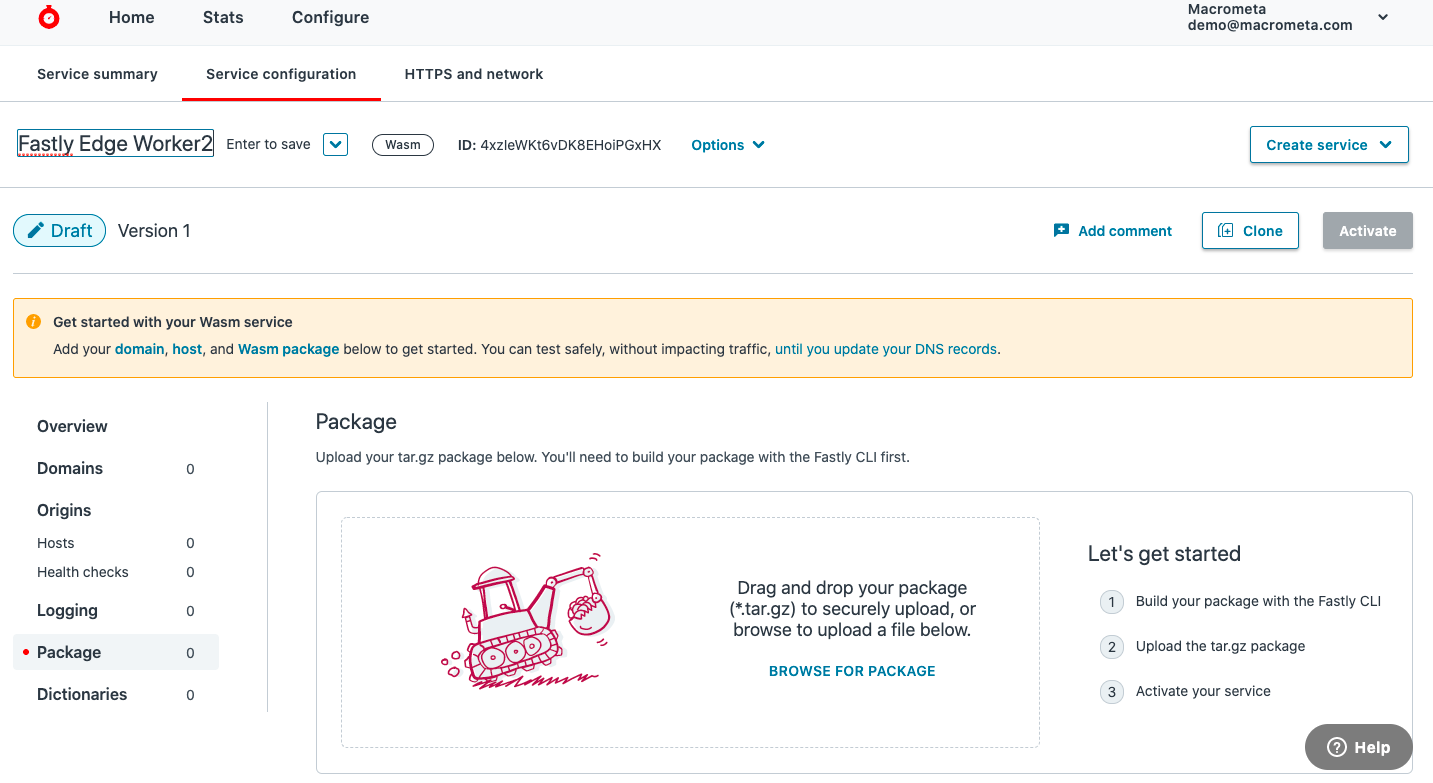 Home Stats Configure
Macrometa
demo@macrometa.com
Service summary Service configuration HTTPS and network
Fastly Edge Worker2 Enter to save Wasm ID: 4xzIeWKt6vDK8EHoiPGxHX Options Create service
Draft Version 1 Add comment Clone Activate
Get started with your Wasm service
Add your domain, host, and Wasm package below to get started. You can test safely, without impacting traffic, until you update your DNS records.
Overview
Domains 0
Origins
Hosts 0
Health checks 0
Logging 0
Package 0
Dictionaries 0
Package
Upload your tar.gz package below. You'll need to build your package with the Fastly CLI first.
Drag and drop your package
(*.tar.gz) to securely upload, or
browse to upload a file below.
BROWSE FOR PACKAGE
Let's get started
1 Build your package with the Fastly CLI
2 Upload the tar.gz package
3 Activate your service
Help